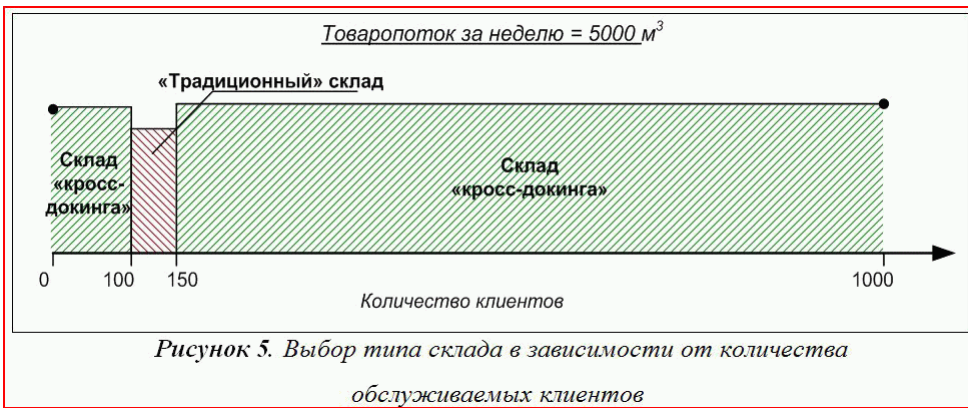 Товаропоток за неделю = 5000 м³
«Традиционный» склад
Склад
«кросс-
докинга»
Склад
«кросс-докинга»
0 100 150 1000
Количество клиентов
Рисунок 5. Выбор типа склада в зависимости от количества
обслуживаемых клиентов